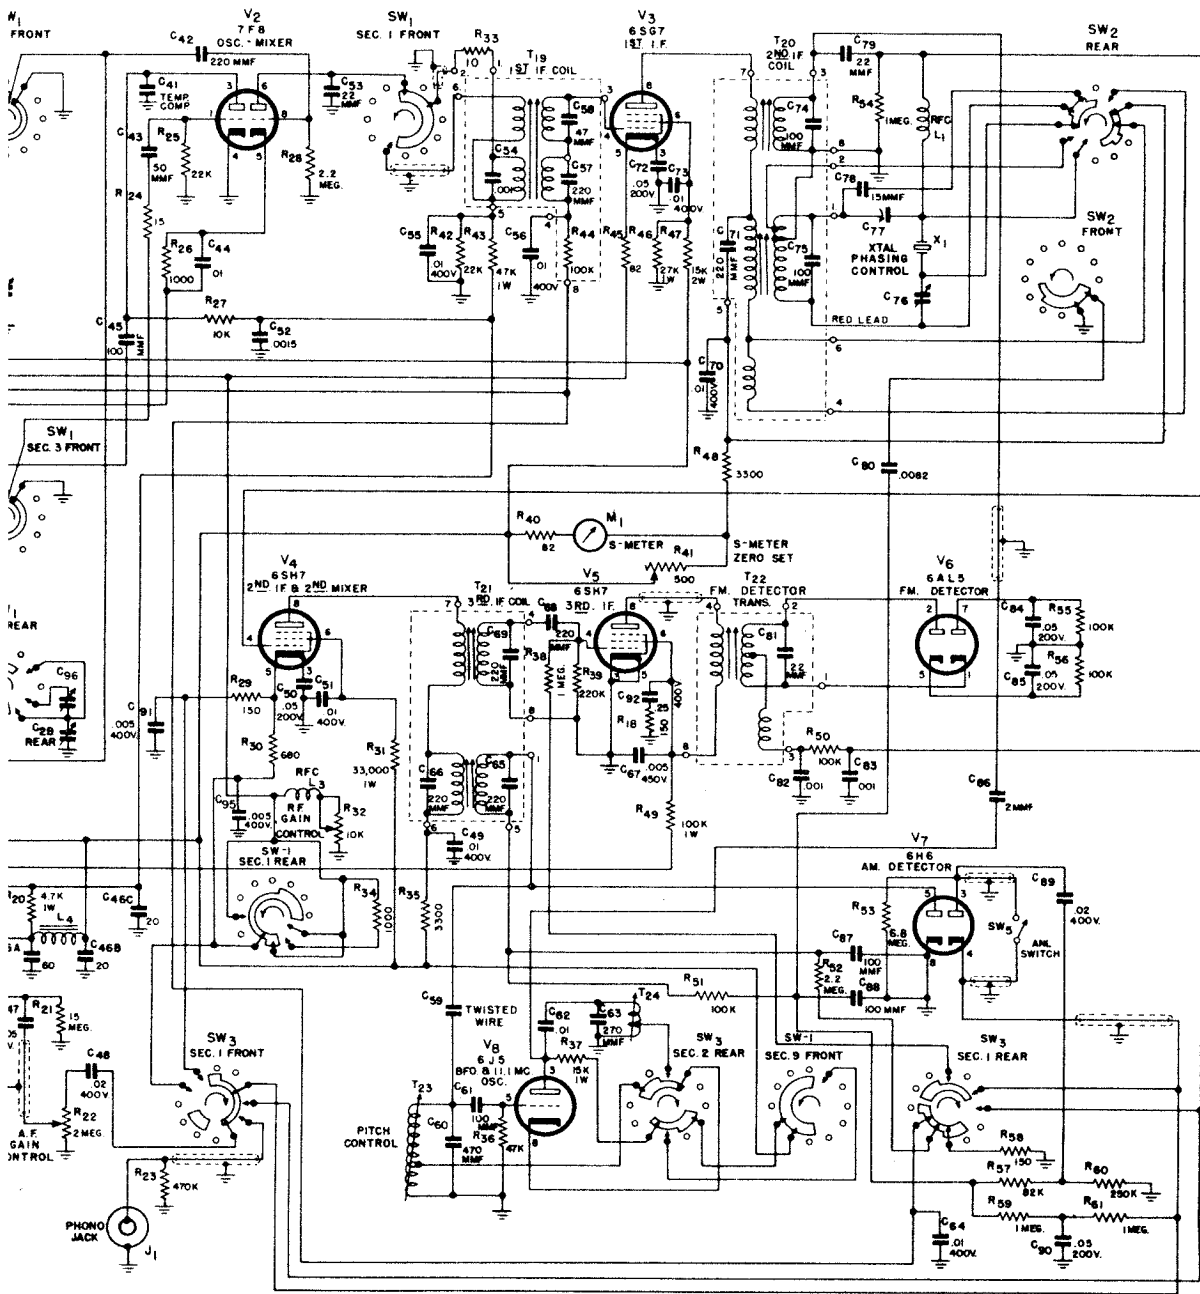 W1
FRONT
V2
7F8
OSC.-MIXER
C42
220 MMF
C41
TEMP.
COMP.
C43
50
MMF
R25
22K
R24
15
R28
2.2
MEG.
C53
22
MMF
SW1
SEC. 1 FRONT
R33
10
T19
1ST IF COIL
C58
47
MMF
C54
.001
C57
220
MMF
V3
6SG7
1ST I.F.
C72
.05
200V.
C73
.01
400V
T20
2ND IF
COIL
C79
22
MMF
C74
100
MMF
R54
1MEG.
RFC
L1
SW2
REAR
C78
15MMF
C77
XTAL
PHASING
CONTROL
X1
C76
SW2
FRONT
R26
1000
C44
.01
C55
.01
400V
R42
22K
R43
47K
1W
C56
.01
400V
R44
100K
R45
82
R46
27K
1W
R47
15K
2W
C71
220
MMF
C75
100
MMF
RED LEAD
R27
10K
C45
100
MMF
C52
.0015
C70
.01
400V
SW1
SEC. 3 FRONT
R48
3300
C80
.0082
R40
82
M1
S-METER
R41
500
S-METER
ZERO SET
V4
6SH7
2ND IF & 2ND MIXER
T21
3RD. IF COIL
C68
220
MMF
V5
6SH7
3RD. IF.
T22
FM. DETECTOR
TRANS.
V6
6AL5
FM. DETECTOR
REAR
C96
C2B
REAR
C91
.005
400V.
R29
150
C50
.05
200V.
C51
.01
400V.
R30
680
R31
33,000
1W
C69
220
MMF
R38
1 MEG.
R39
220K
C92
.25
400V
R18
150
C67
.005
450V.
C81
22
MMF
C84
.05
200V.
R55
100K
C85
.05
200V.
R56
100K
R50
100K
C82
.001
C83
.001
C86
2MMF
C66
220
MMF
C65
220
MMF
R49
100K
1W
RFC
L3
R.F.
GAIN
CONTROL
R32
10K
C95
.005
400V.
SW-1
SEC. 1 REAR
C49
.01
400V.
R34
1000
R35
3300
V7
6H6
AM. DETECTOR
R20
4.7K
1W
L4
C46C
20
6A
60
C46B
20
R53
6.8
MEG.
C89
.02
400V.
SW5
ANL
SWITCH
C87
100
MMF
R52
2.2
MEG.
C88
100 MMF
R51
100K
47
.05
V.
R21
15
MEG.
C48
.02
400V.
R22
2 MEG.
A.F.
GAIN
CONTROL
SW3
SEC. 1 FRONT
C59
TWISTED
WIRE
V8
6J5
BFO & 11.1 MC
OSC.
C62
.01
C63
270
MMF
T24
R37
15K
1W
SW3
SEC. 2 REAR
SW-1
SEC. 9 FRONT
SW3
SEC. 1 REAR
T23
PITCH
CONTROL
C61
100
MMF
C60
470
MMF
R36
47K
R23
470K
PHONO
JACK
J1
R58
150
R57
82K
R60
250K
R59
1MEG.
R61
1MEG.
C64
.01
400V.
C90
.05
200V.